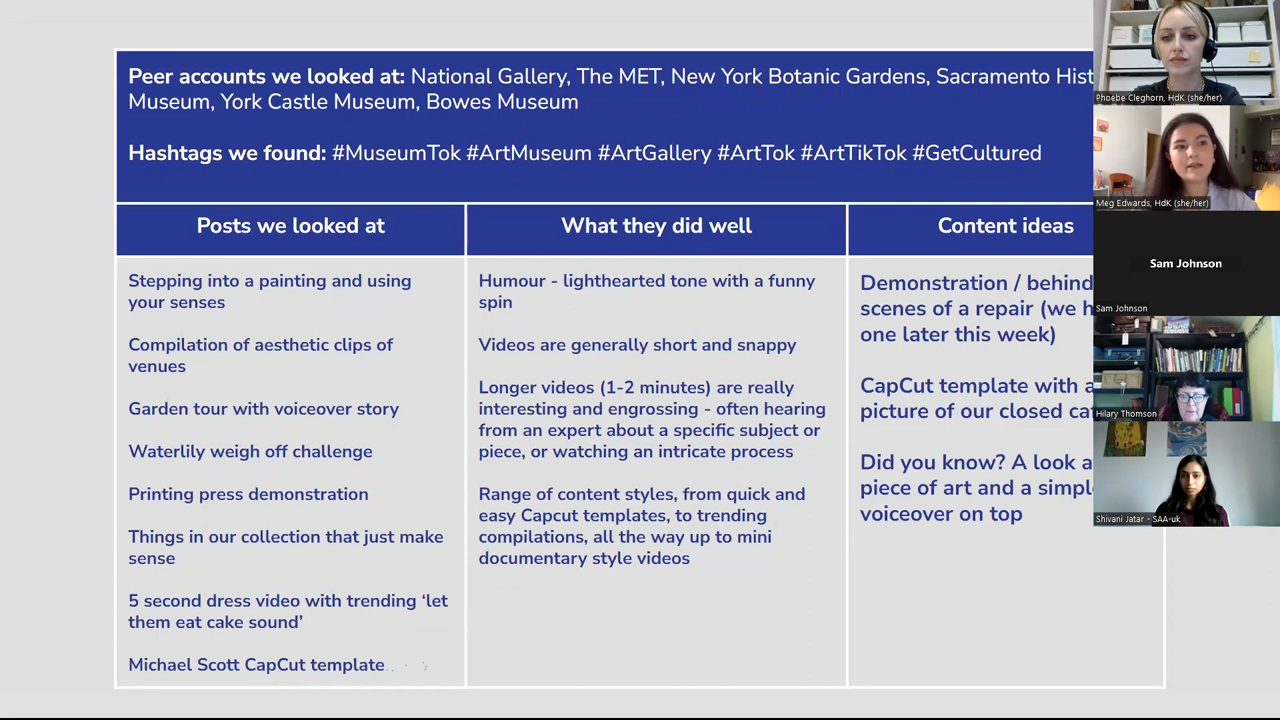 Peer accounts we looked at: National Gallery, The MET, New York Botanic Gardens, Sacramento Hist
Museum, York Castle Museum, Bowes Museum
Hashtags we found: #MuseumTok #ArtMuseum #ArtGallery #ArtTok #ArtTikTok #GetCultured
Posts we looked at
Stepping into a painting and using
your senses
Compilation of aesthetic clips of
venues
Garden tour with voiceover story
Waterlily weigh off challenge
Printing press demonstration
Things in our collection that just make
sense
5 second dress video with trending ‘let
them eat cake sound’
Michael Scott CapCut template
What they did well
Humour - lighthearted tone with a funny
spin
Videos are generally short and snappy
Longer videos (1-2 minutes) are really
interesting and engrossing - often hearing
from an expert about a specific subject or
piece, or watching an intricate process
Range of content styles, from quick and
easy Capcut templates, to trending
compilations, all the way up to mini
documentary style videos
Content ideas
Demonstration / behind
scenes of a repair (we h
one later this week)
CapCut template with a
picture of our closed ca
Did you know? A look a
piece of art and a simpl
voiceover on top
Phoebe Cleghorn, HdK (she/her)
Meg Edwards, HdK (she/her)
Sam Johnson
Sam Johnson
Hilary Thomson
Shivani Jatar - SAA-uk